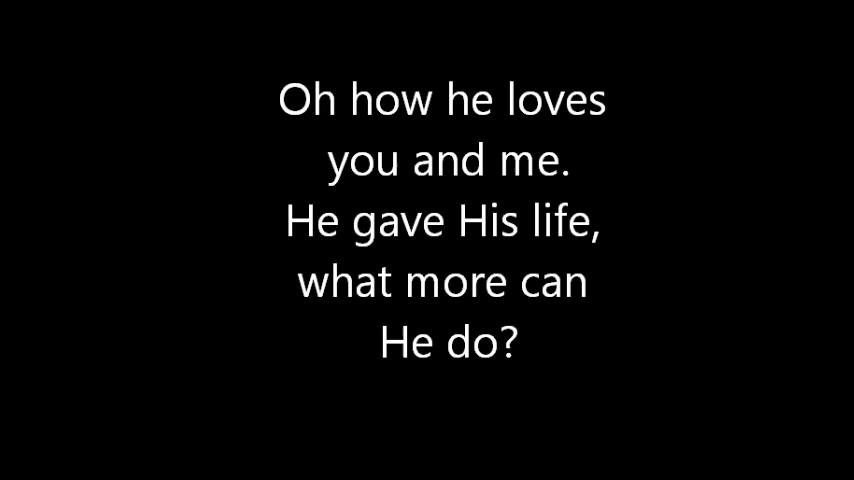 Oh how he loves
you and me.
He gave His life,
what more can
He do?